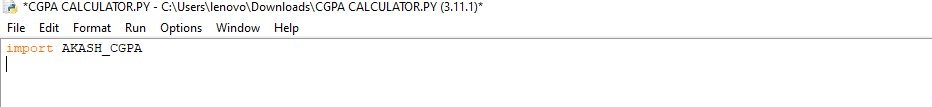 *CGPA CALCULATOR.PY - C:\Users\lenovo\Downloads\CGPA CALCULATOR.PY (3.11.1)*
File Edit Format Run Options Window Help
import AKASH_CGPA